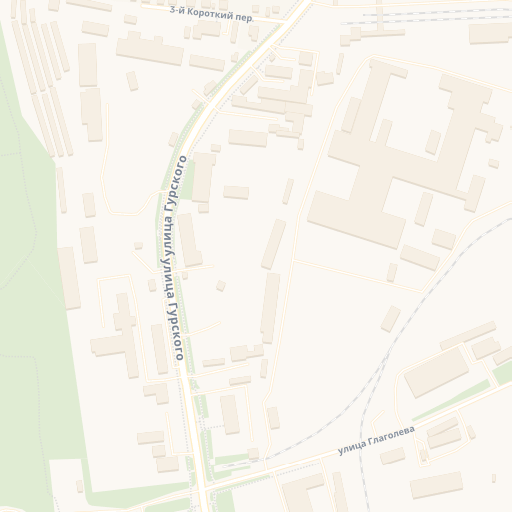 3-й Короткий пер.
улица Гурского
улица Гурского
улица Глаголева